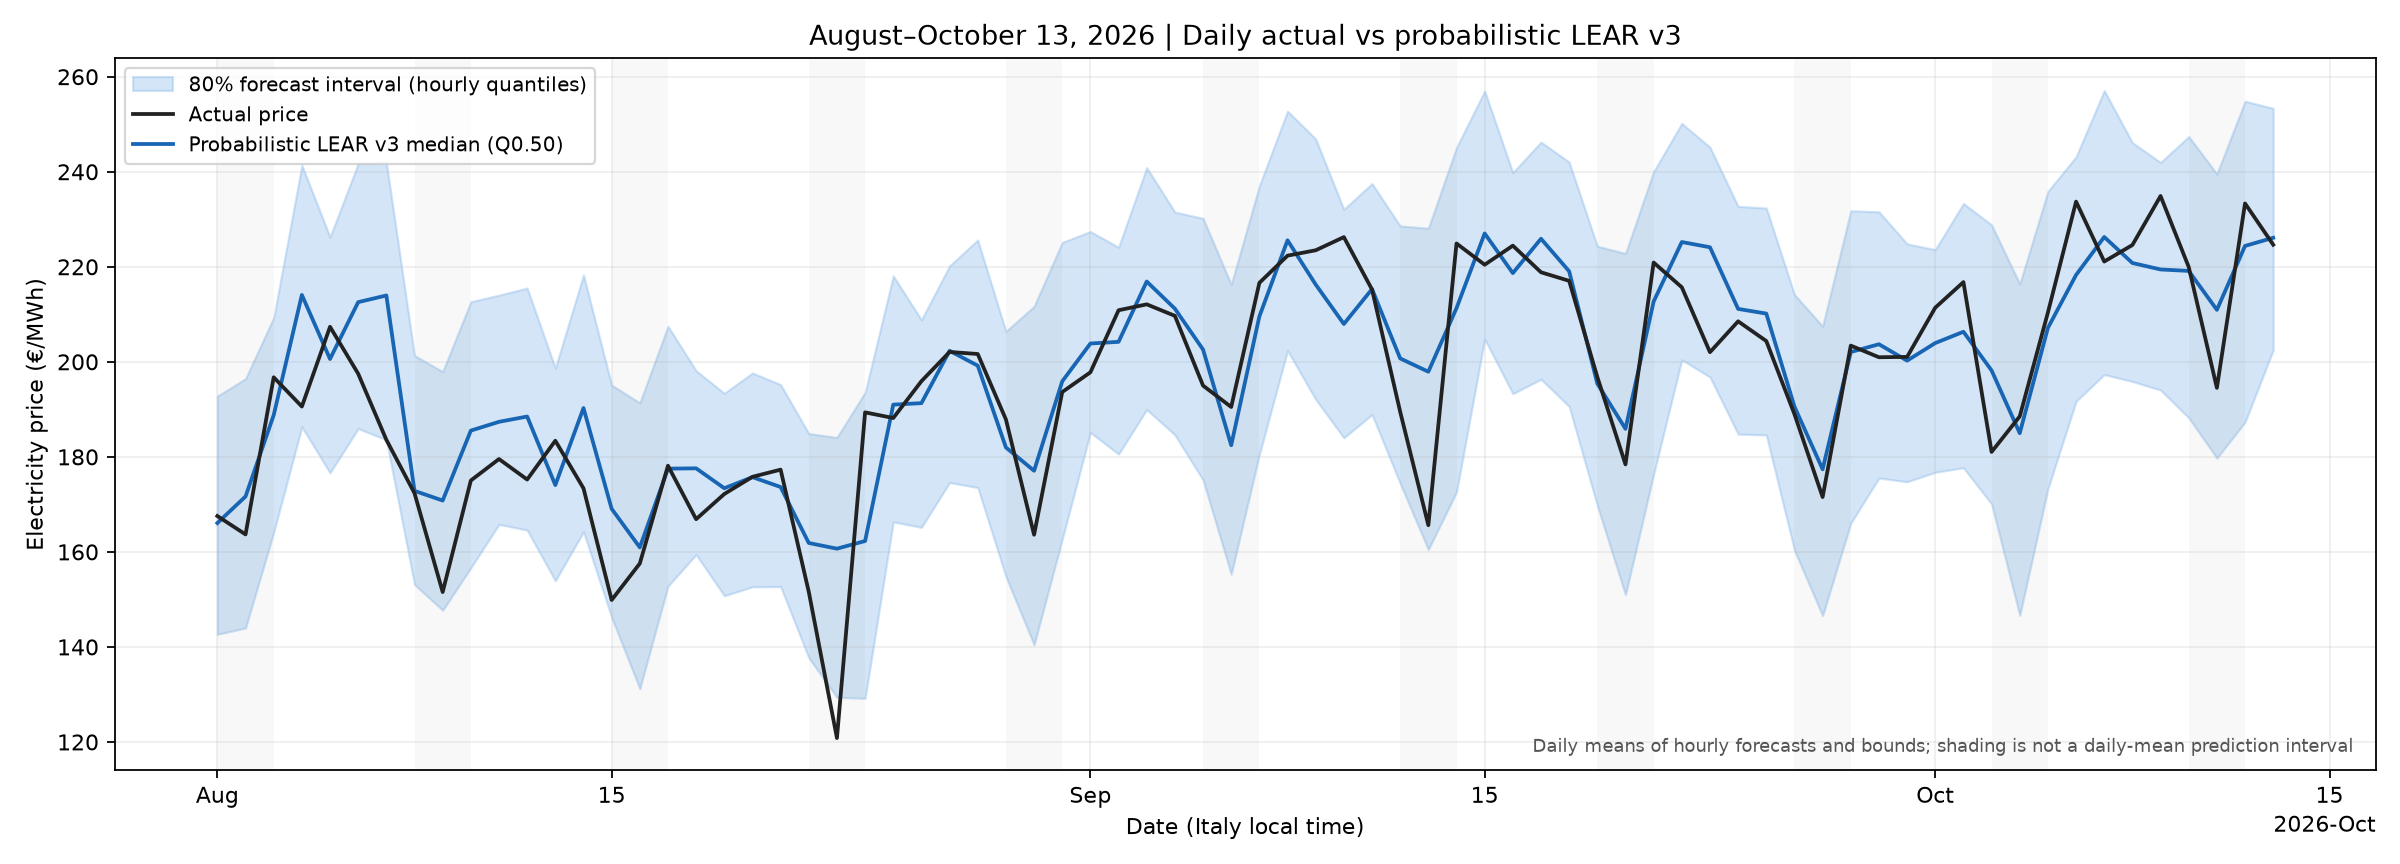 August–October 13, 2026 | Daily actual vs probabilistic LEAR v3
80% forecast interval (hourly quantiles)
Actual price
Probabilistic LEAR v3 median (Q0.50)
Electricity price (€/MWh)
260
240
220
200
180
160
140
120
Daily means of hourly forecasts and bounds; shading is not a daily-mean prediction interval
Aug
15
Sep
15
Oct
15
2026-Oct
Date (Italy local time)